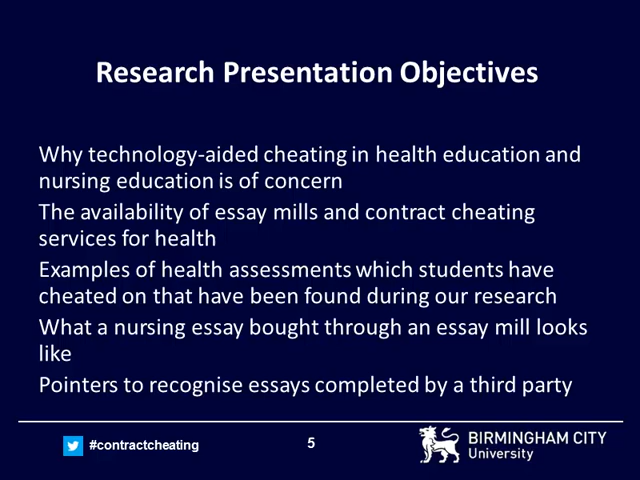 Research Presentation Objectives
Why technology-aided cheating in health education and
nursing education is of concern
The availability of essay mills and contract cheating
services for health
Examples of health assessments which students have
cheated on that have been found during our research
What a nursing essay bought through an essay mill looks
like
Pointers to recognise essays completed by a third party
#contractcheating
5
BIRMINGHAM CITY
University